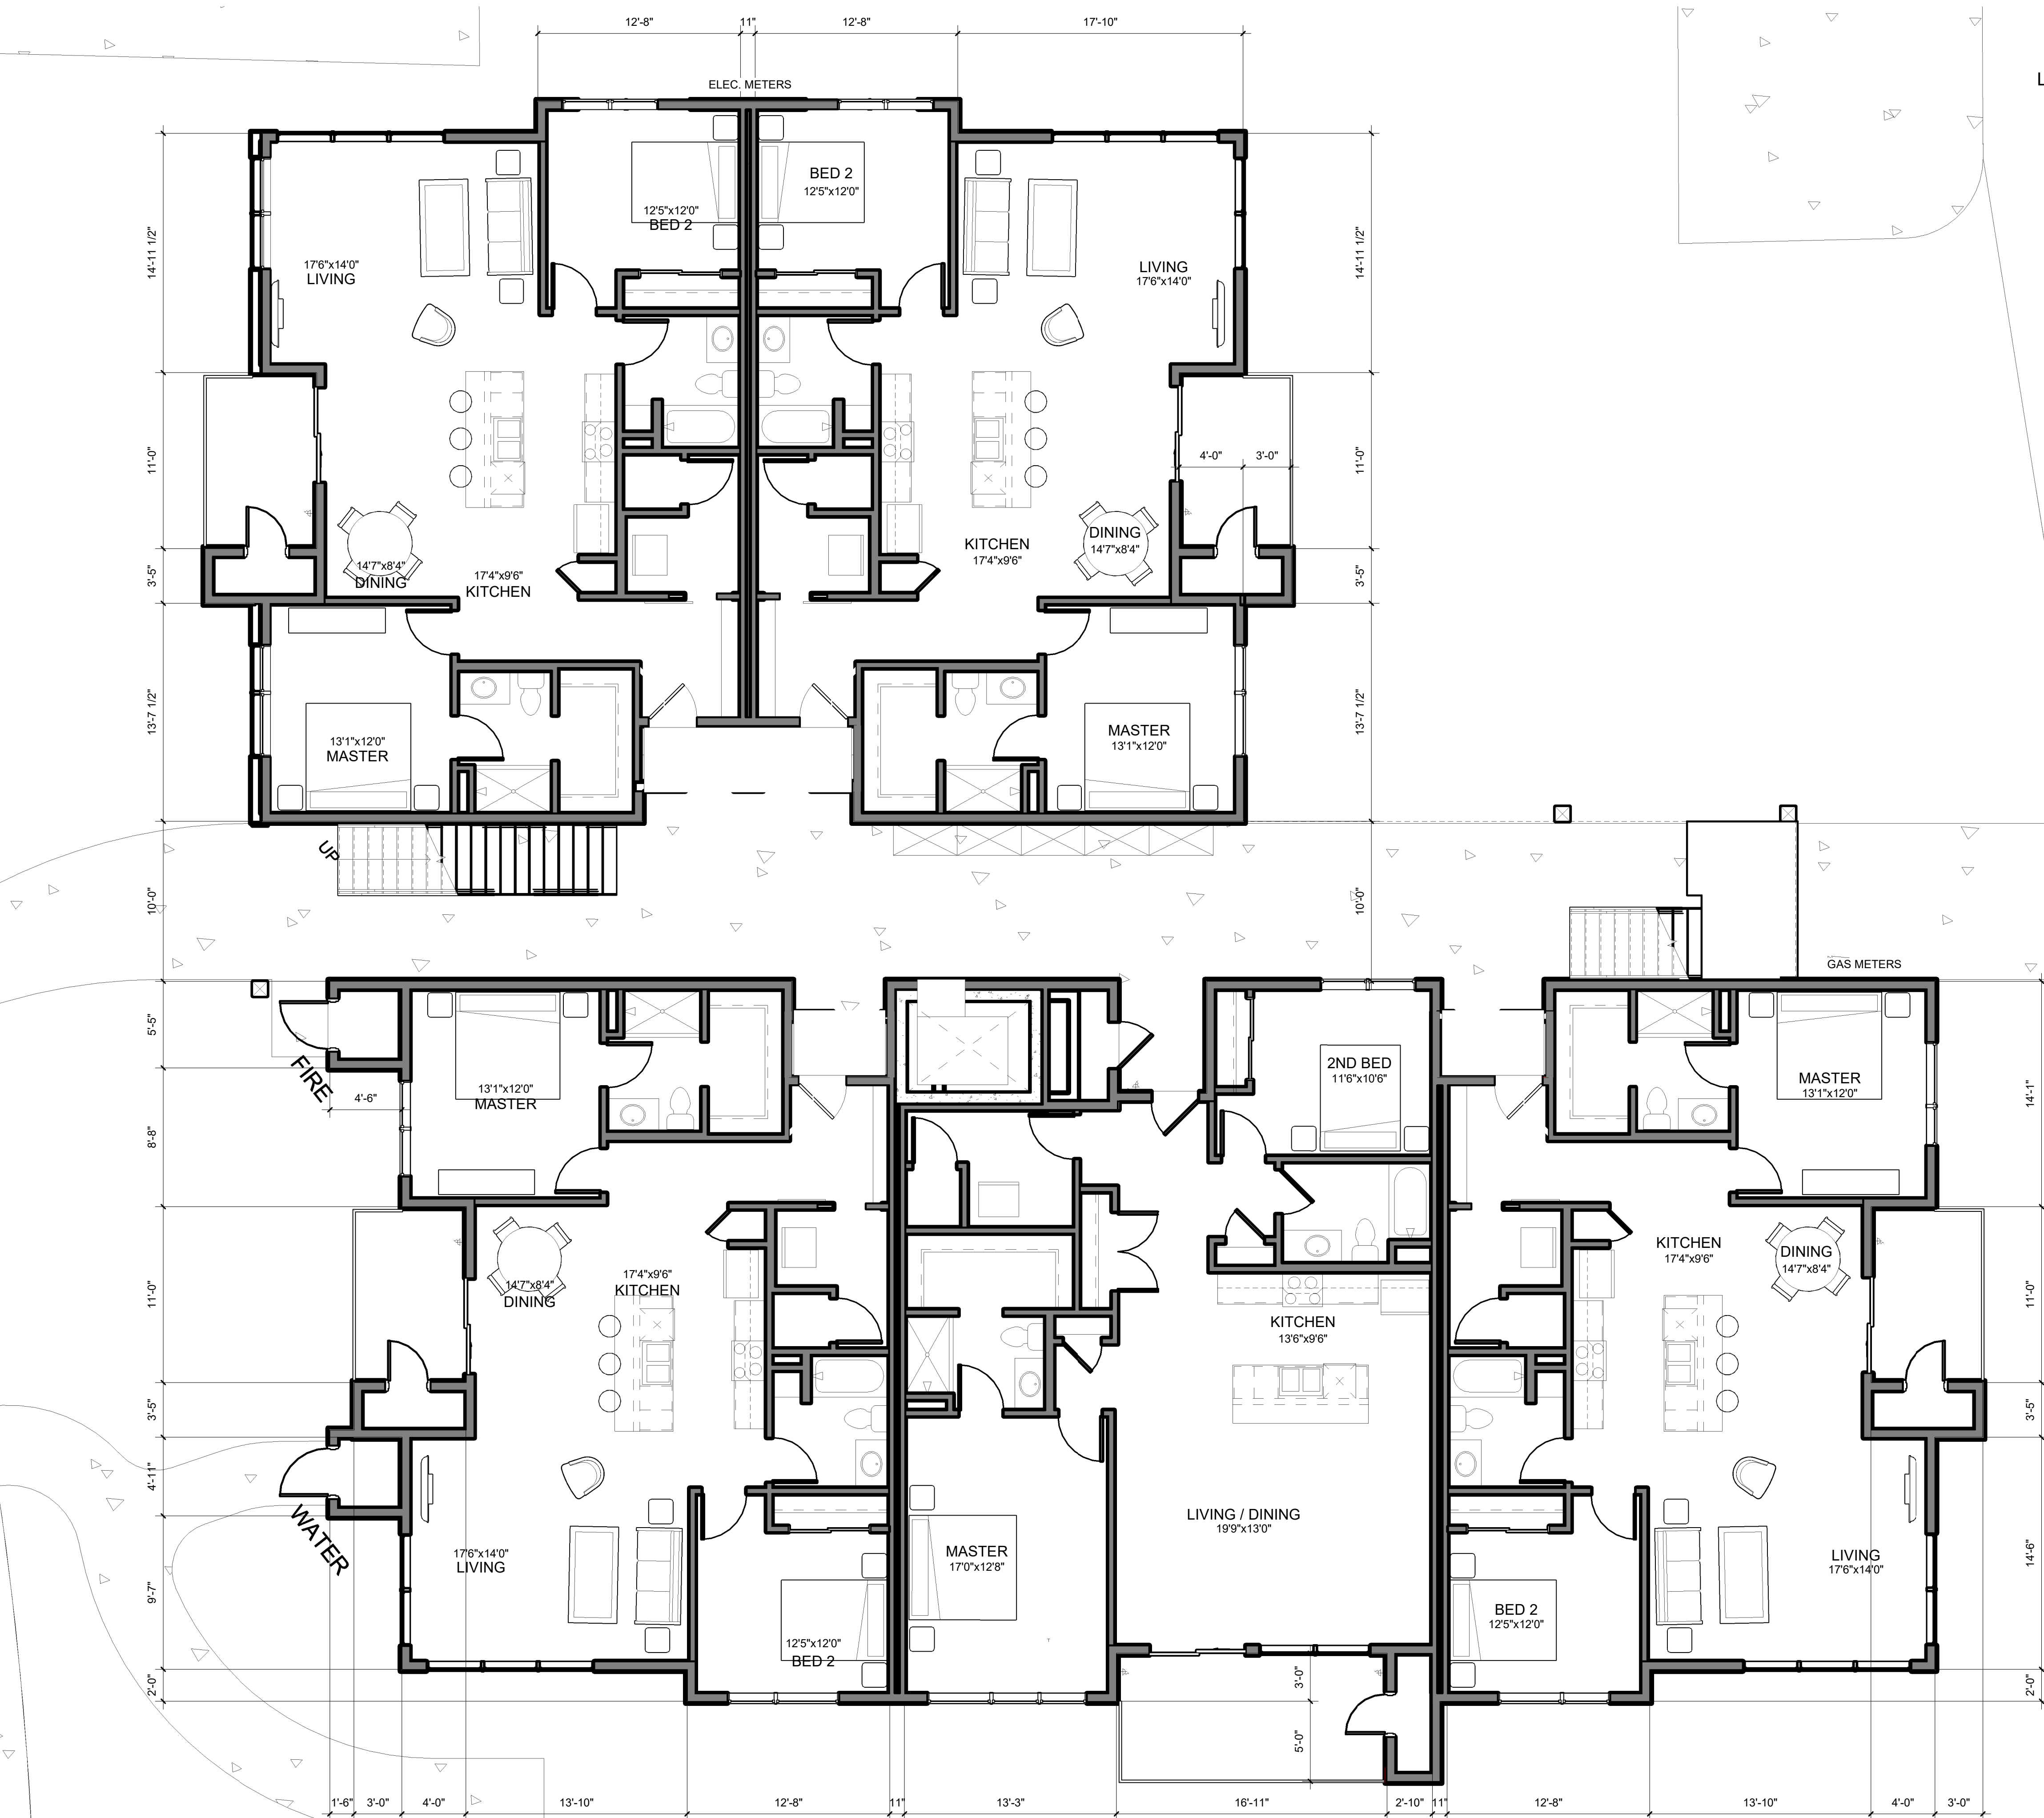 12'-8"
11"
12'-8"
17'-10"
ELEC. METERS
L
14'-11 1/2"
11'-0"
3'-5"
13'-7 1/2"
10'-0"
14'-11 1/2"
11'-0"
3'-5"
13'-7 1/2"
10'-0"
12'5"x12'0"
BED 2
BED 2
12'5"x12'0"
17'6"x14'0"
LIVING
LIVING
17'6"x14'0"
4'-0"
3'-0"
14'7"x8'4"
DINING
17'4"x9'6"
KITCHEN
KITCHEN
17'4"x9'6"
DINING
14'7"x8'4"
13'1"x12'0"
MASTER
MASTER
13'1"x12'0"
UP
GAS METERS
5'-5"
8'-8"
11'-0"
3'-5"
4'-11"
9'-7"
2'-0"
FIRE
4'-6"
13'1"x12'0"
MASTER
2ND BED
11'6"x10'6"
MASTER
13'1"x12'0"
14'-1"
11'-0"
3'-5"
14'-6"
2'-0"
14'7"x8'4"
DINING
17'4"x9'6"
KITCHEN
KITCHEN
13'6"x9'6"
KITCHEN
17'4"x9'6"
DINING
14'7"x8'4"
WATER
17'6"x14'0"
LIVING
MASTER
17'0"x12'8"
LIVING / DINING
19'9"x13'0"
LIVING
17'6"x14'0"
12'5"x12'0"
BED 2
BED 2
12'5"x12'0"
3'-0"
5'-0"
1'-6"
3'-0"
4'-0"
13'-10"
12'-8"
11"
13'-3"
16'-11"
2'-10"
11"
12'-8"
13'-10"
4'-0"
3'-0"